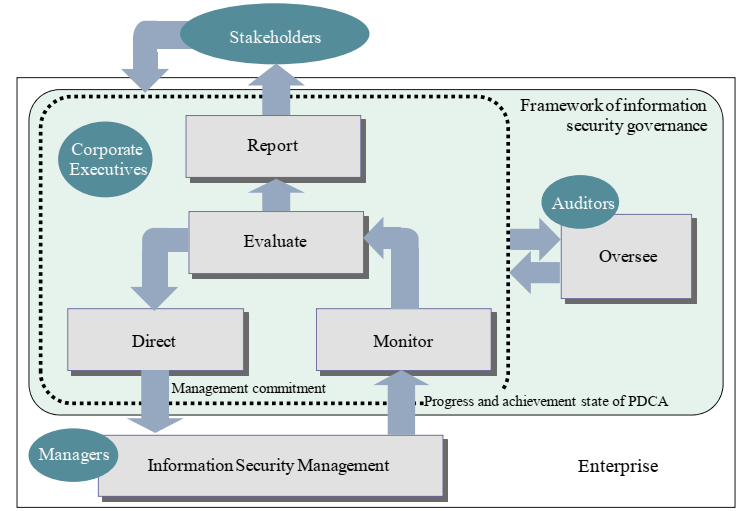 Stakeholders
Framework of information
security governance
Corporate
Executives
Report
Auditors
Evaluate
Oversee
Direct
Monitor
Management commitment
Progress and achievement state of PDCA
Managers
Information Security Management
Enterprise